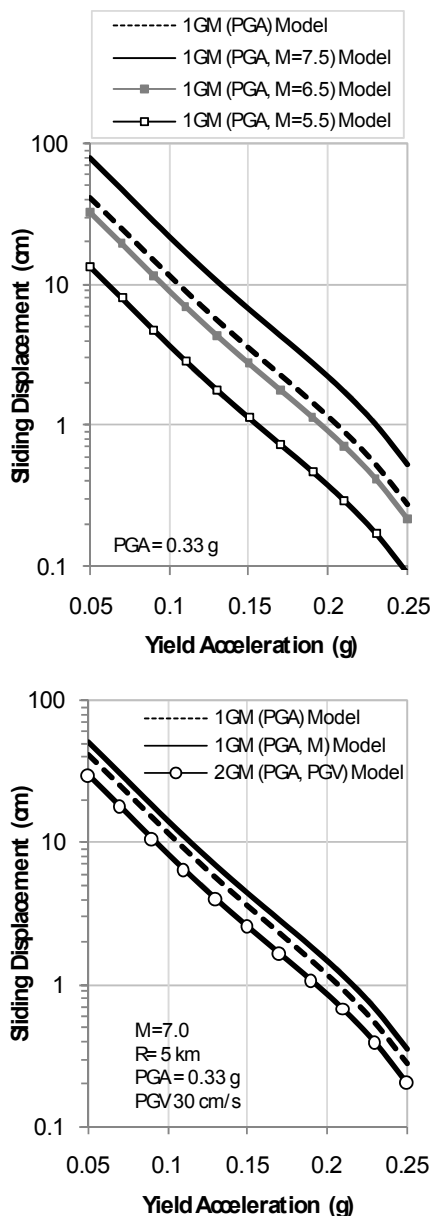 1GM (PGA) Model
1GM (PGA, M=7.5) Model
1GM (PGA, M=6.5) Model
1GM (PGA, M=5.5) Model
100
10
1
0.1
Sliding Displacement (cm)
PGA = 0.33 g
0.05 0.1 0.15 0.2 0.25
Yield Acceleration (g)
100
10
1
0.1
Sliding Displacement (cm)
1GM (PGA) Model
1GM (PGA, M) Model
2GM (PGA, PGV) Model
M=7.0
R= 5 km
PGA = 0.33 g
PGV 30 cm/s
0.05 0.10 0.15 0.20 0.25
Yield Acceleration (g)